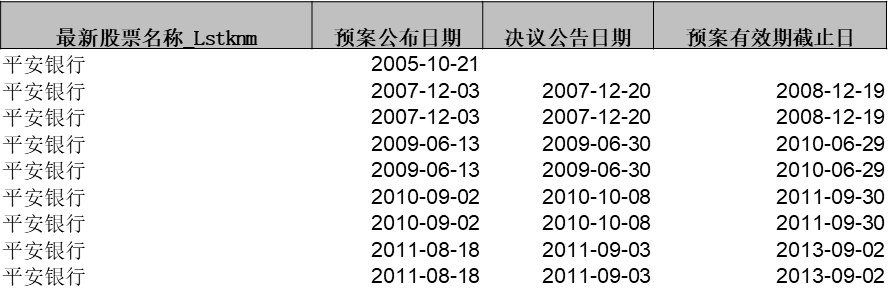 最新股票名称_Lstknm 预案公布日期 决议公告日期 预案有效期截止日
平安银行 2005-10-21
平安银行 2007-12-03 2007-12-20 2008-12-19
平安银行 2007-12-03 2007-12-20 2008-12-19
平安银行 2009-06-13 2009-06-30 2010-06-29
平安银行 2009-06-13 2009-06-30 2010-06-29
平安银行 2010-09-02 2010-10-08 2011-09-30
平安银行 2010-09-02 2010-10-08 2011-09-30
平安银行 2011-08-18 2011-09-03 2013-09-02
平安银行 2011-08-18 2011-09-03 2013-09-02